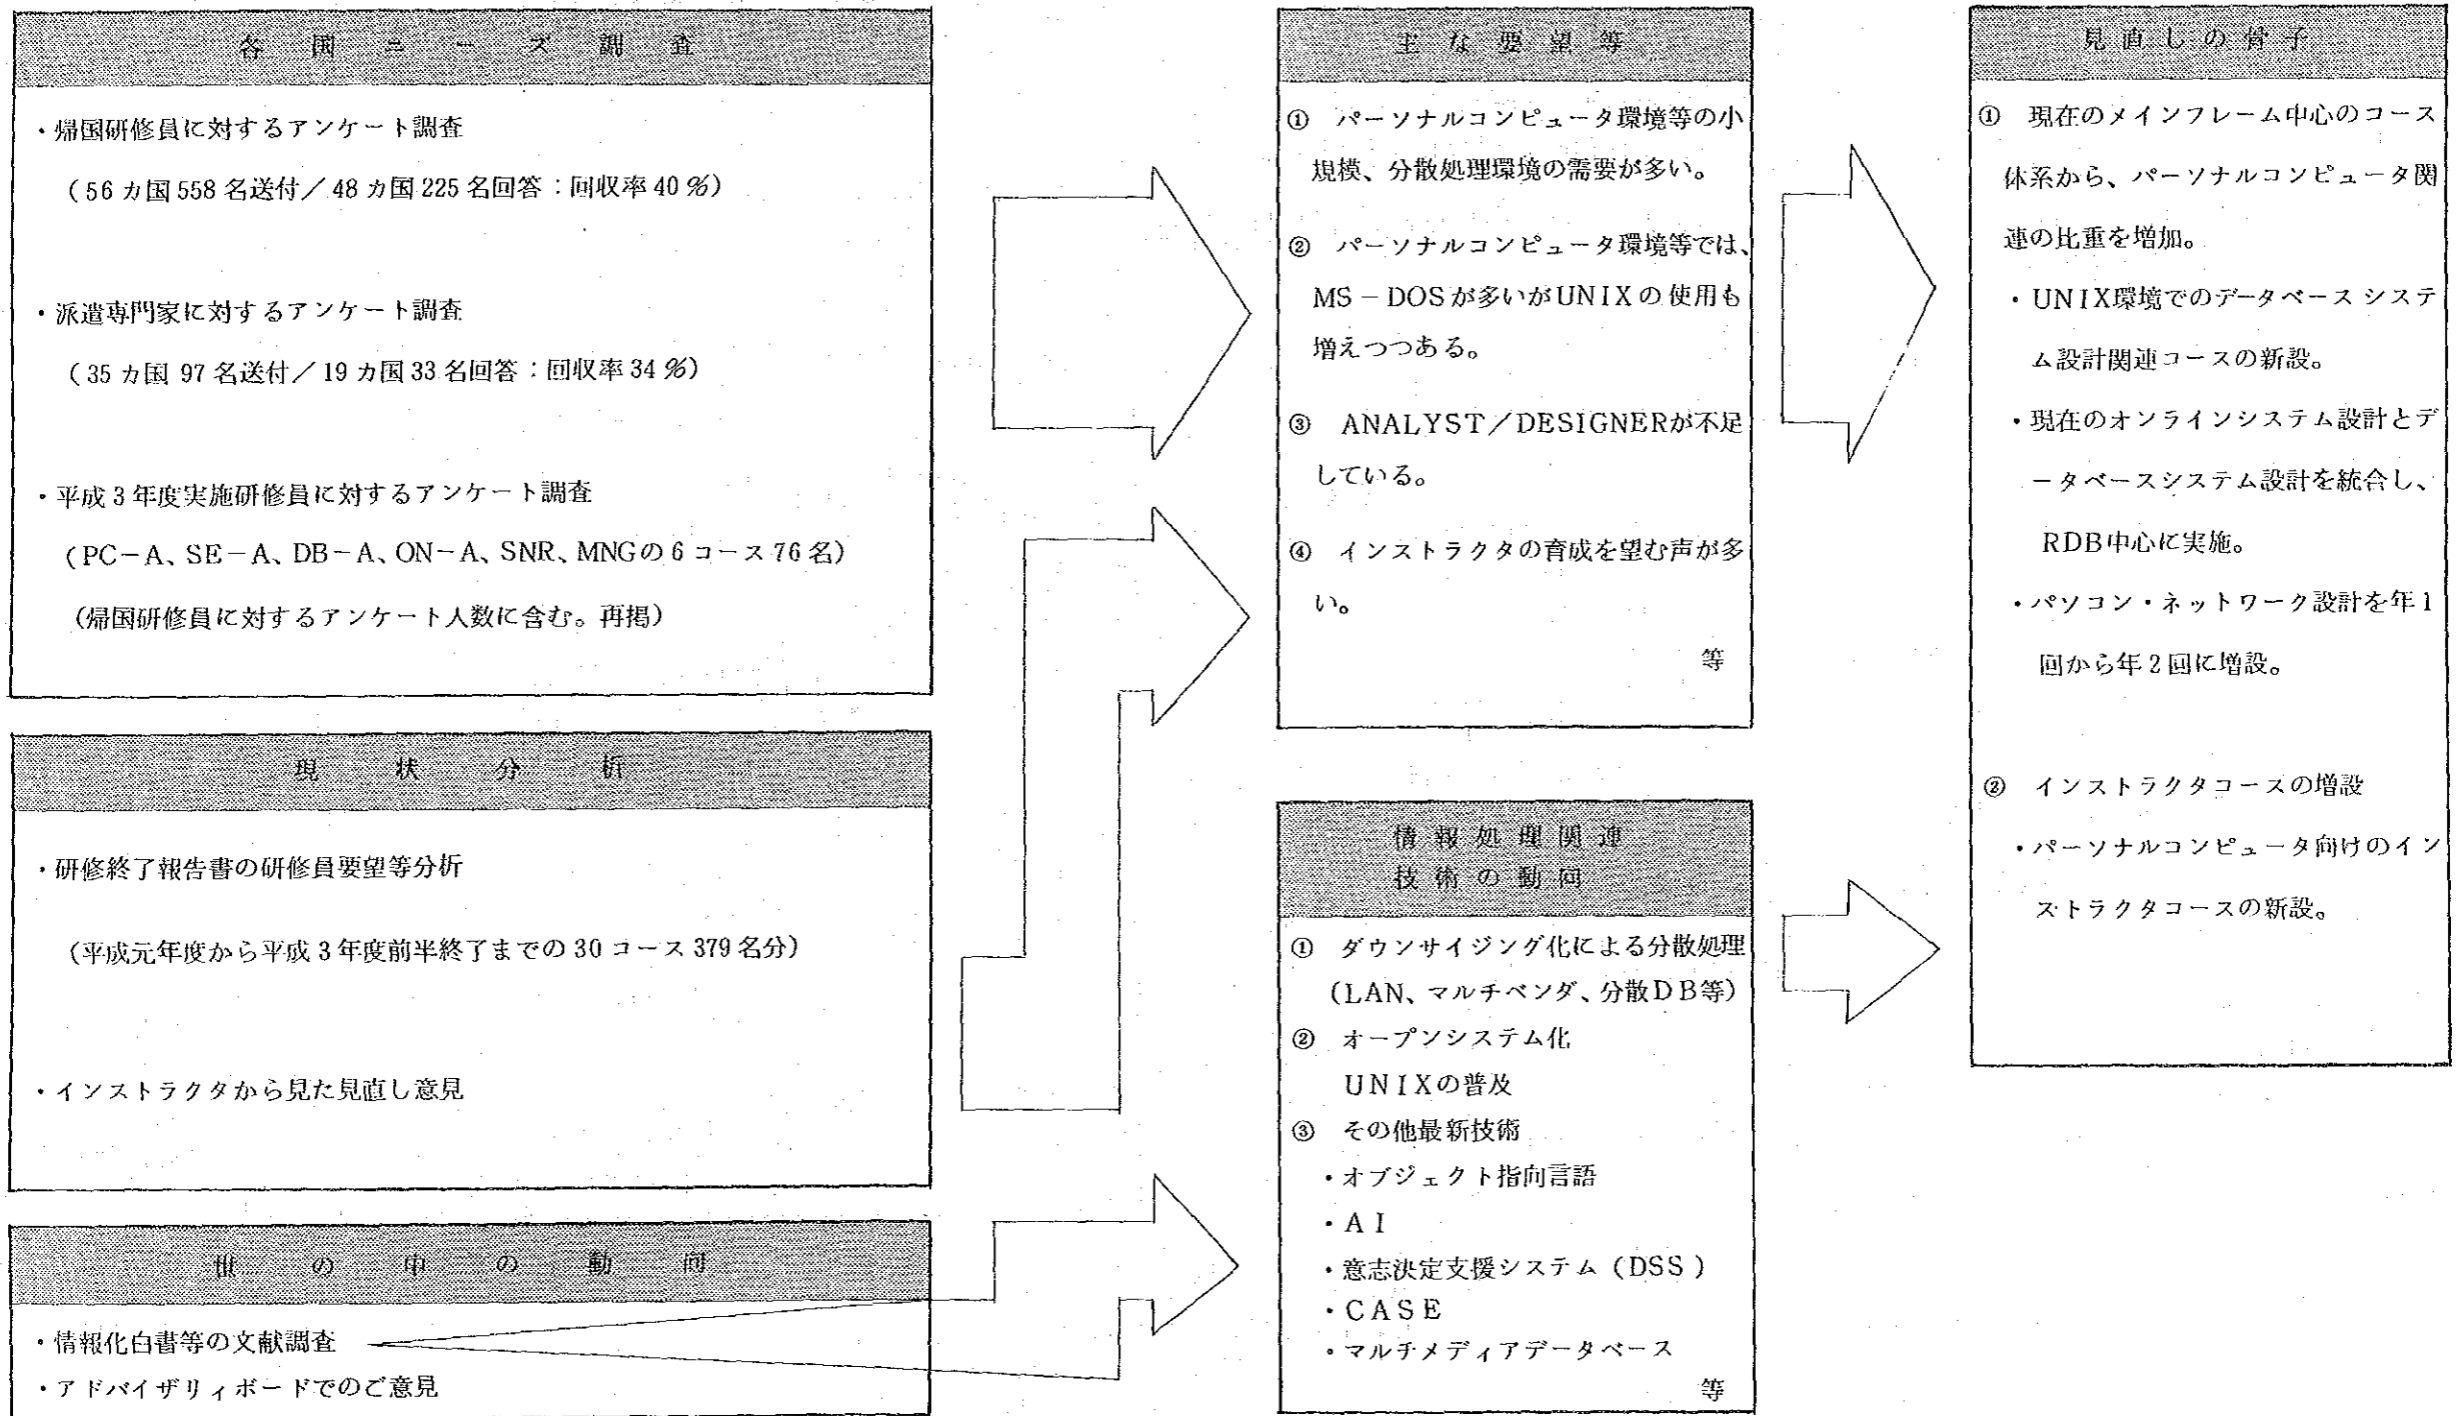 各国ニーズ調査
・帰国研修員に対するアンケート調査
（56カ国558名送付／48カ国225名回答：回収率40％）
・派遣専門家に対するアンケート調査
（35カ国97名送付／19カ国33名回答：回収率34％）
・平成3年度実施研修員に対するアンケート調査
（PC－A、SE－A、DB－A、ON－A、SNR、MNGの6コース76名）
（帰国研修員に対するアンケート人数に含む。再掲）
現状分析
・研修終了報告書の研修員要望等分析
（平成元年度から平成3年度前半終了までの30コース379名分）
・インストラクタから見た見直し意見
世の中の動向
・情報化白書等の文献調査
・アドバイザリィボードでのご意見
主な要望等
① パーソナルコンピュータ環境等の小
規模、分散処理環境の需要が多い。
② パーソナルコンピュータ環境等では、
MS－DOSが多いがUNIXの使用も
増えつつある。
③ ANALYST／DESIGNERが不足
している。
④ インストラクタの育成を望む声が多
い。
等
情報処理関連
技術の動向
① ダウンサイジング化による分散処理
（LAN、マルチベンダ、分散DB等）
② オープンシステム化
UNIXの普及
③ その他最新技術
・オブジェクト指向言語
・AI
・意志決定支援システム（DSS）
・CASE
・マルチメディアデータベース
等
見直しの骨子
① 現在のメインフレーム中心のコース
体系から、パーソナルコンピュータ関
連の比重を増加。
・UNIX環境でのデータベースシステ
ム設計関連コースの新設。
・現在のオンラインシステム設計とデ
ータベースシステム設計を統合し、
RDB中心に実施。
・パソコン・ネットワーク設計を年1
回から年2回に増設。
② インストラクタコースの増設
・パーソナルコンピュータ向けのイン
ストラクタコースの新設。